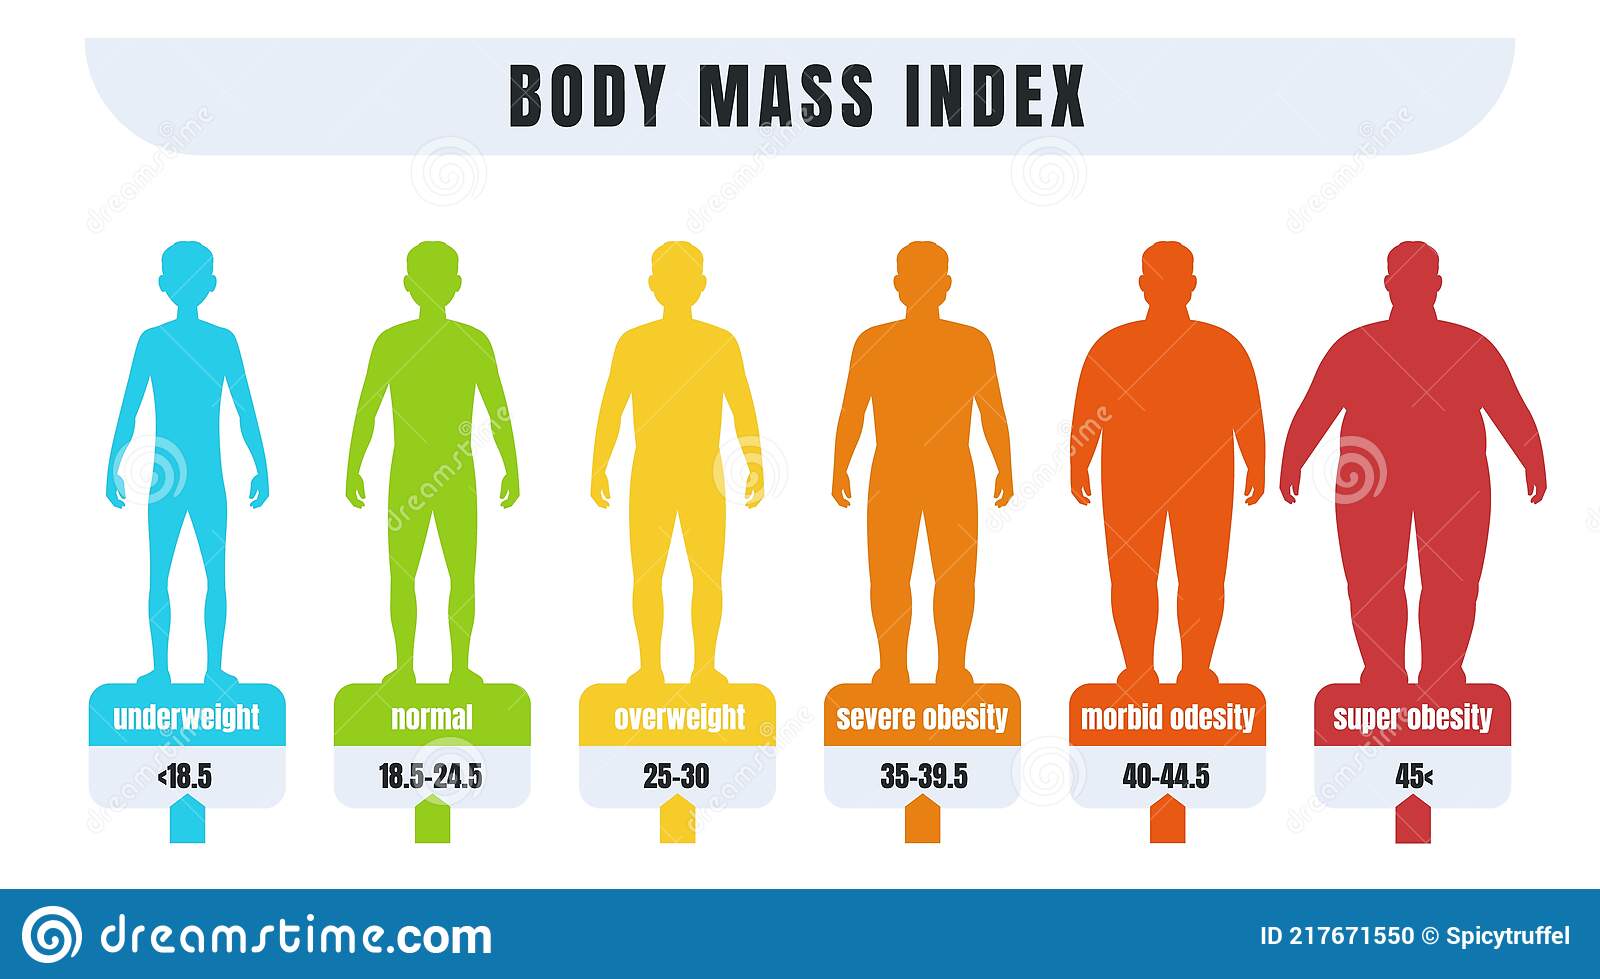 BODY MASS INDEX
underweight
<18.5
normal
18.5-24.5
overweight
25-30
severe obesity
35-39.5
morbid odesity
40-44.5
super obesity
45<
dreamstime.com
ID 217671550 © Spicytruffel